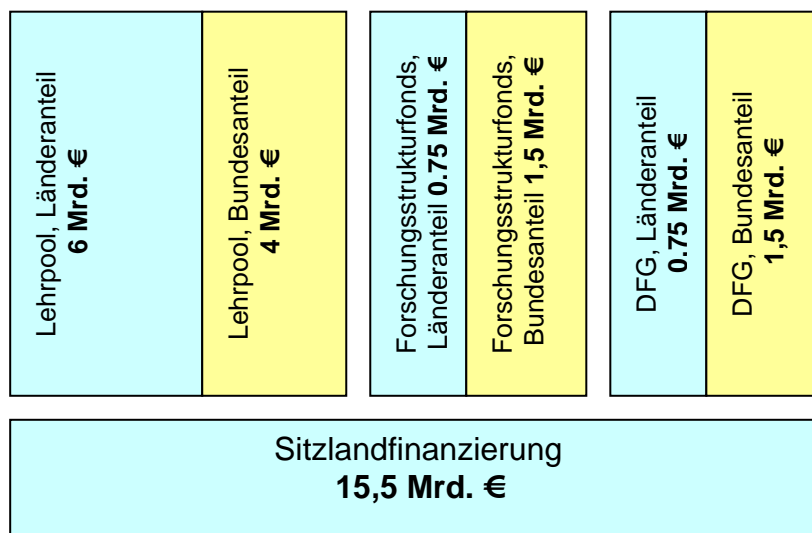 Lehrpool, Länderanteil
6 Mrd. €
Lehrpool, Bundesanteil
4 Mrd. €
Forschungsstrukturfonds,
Länderanteil 0.75 Mrd. €
Forschungsstrukturfonds,
Bundesanteil 1,5 Mrd. €
DFG, Länderanteil
0.75 Mrd. €
DFG, Bundesanteil
1,5 Mrd. €
Sitzlandfinanzierung
15,5 Mrd. €